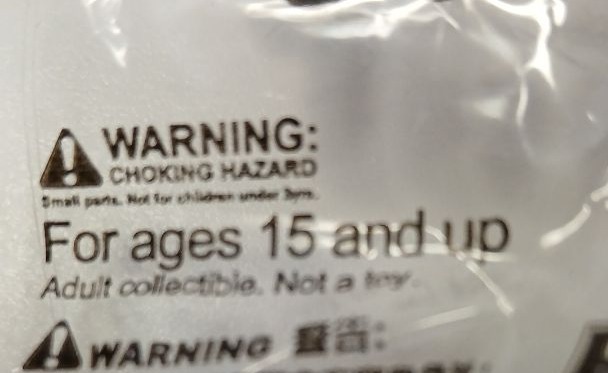 WARNING:
CHOKING HAZARD
Small parts. Not for children under 3yrs.
For ages 15 and up
Adult collectible. Not a toy.
WARNING 警告: